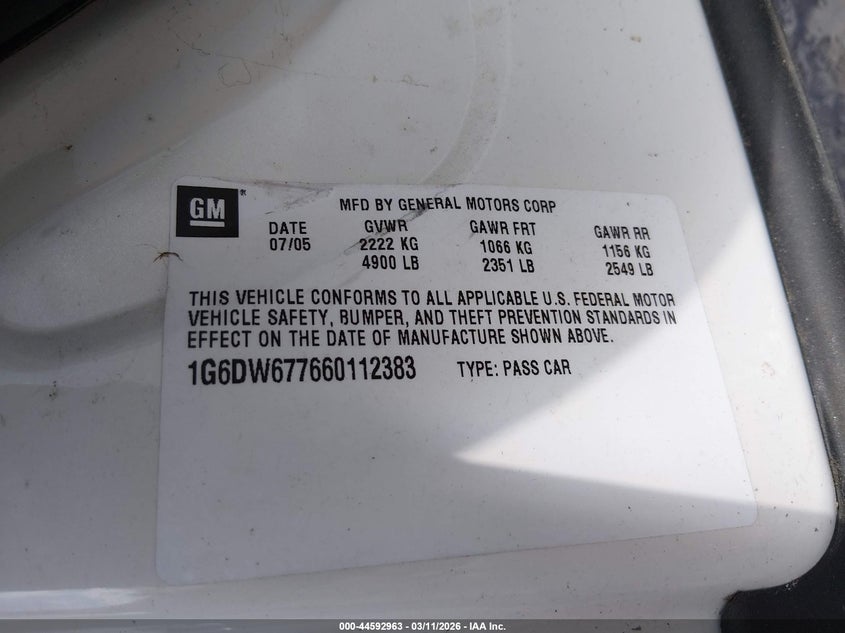 GM ®
MFD BY GENERAL MOTORS CORP
DATE GVWR GAWR FRT GAWR RR
07/05 2222 KG 1066 KG 1156 KG
4900 LB 2351 LB 2549 LB
THIS VEHICLE CONFORMS TO ALL APPLICABLE U.S. FEDERAL MOTOR
VEHICLE SAFETY, BUMPER, AND THEFT PREVENTION STANDARDS IN
EFFECT ON THE DATE OF MANUFACTURE SHOWN ABOVE.
1G6DW677660112383 TYPE: PASS CAR
000-44592963 - 03/11/2026 - IAA Inc.